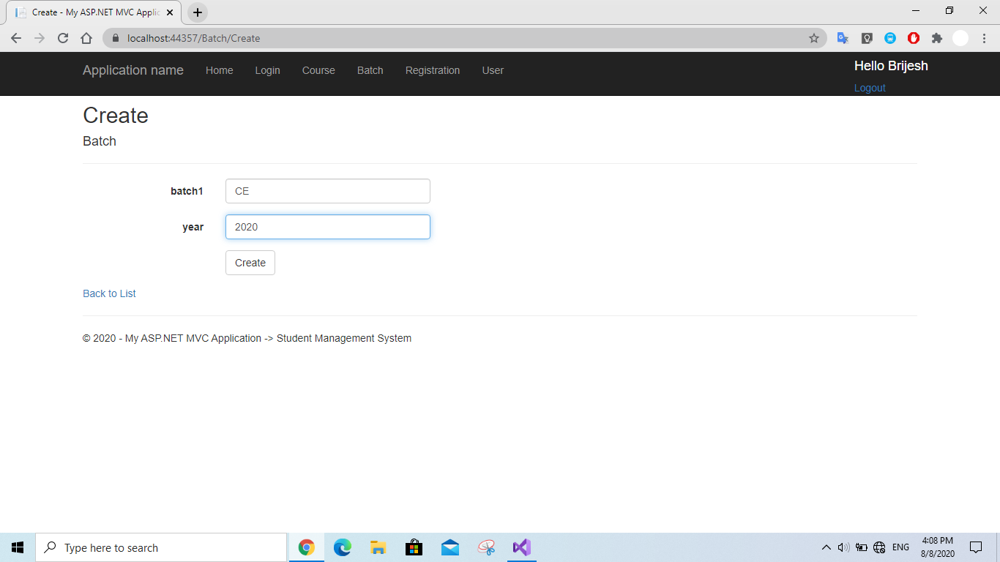 Create - My ASP.NET MVC Applic
localhost:44357/Batch/Create
Application name Home Login Course Batch Registration User Hello Brijesh
Logout
Create
Batch
batch1 CE
year 2020
Create
Back to List
© 2020 - My ASP.NET MVC Application -> Student Management System
Type here to search ENG 4:08 PM
8/8/2020